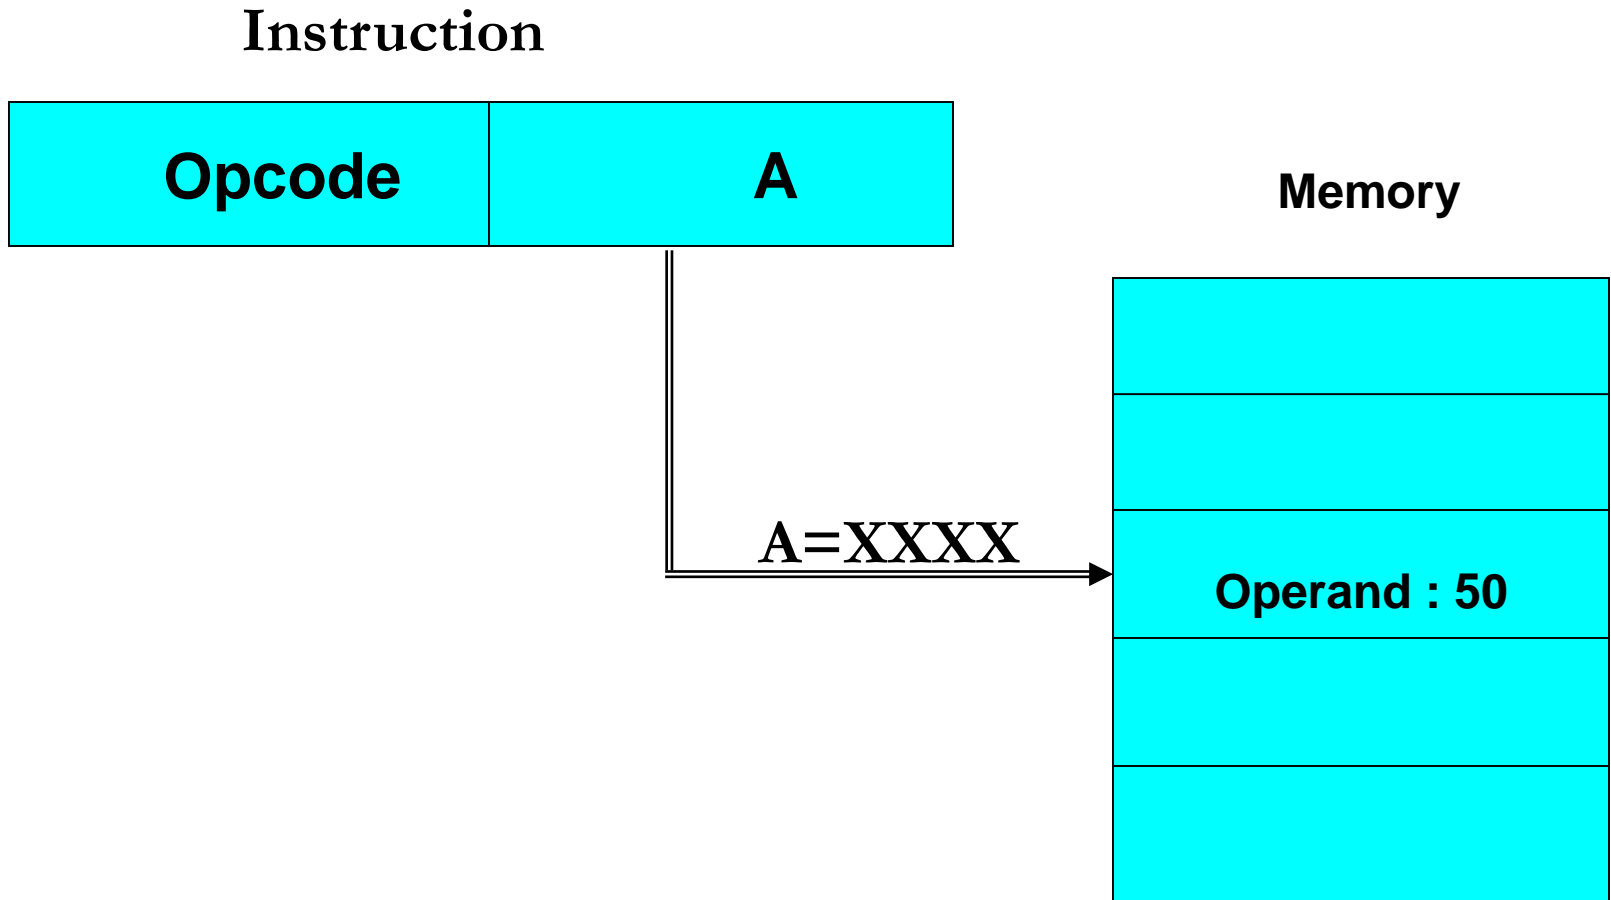 Instruction
Opcode
A
Memory
A=XXXX
Operand : 50